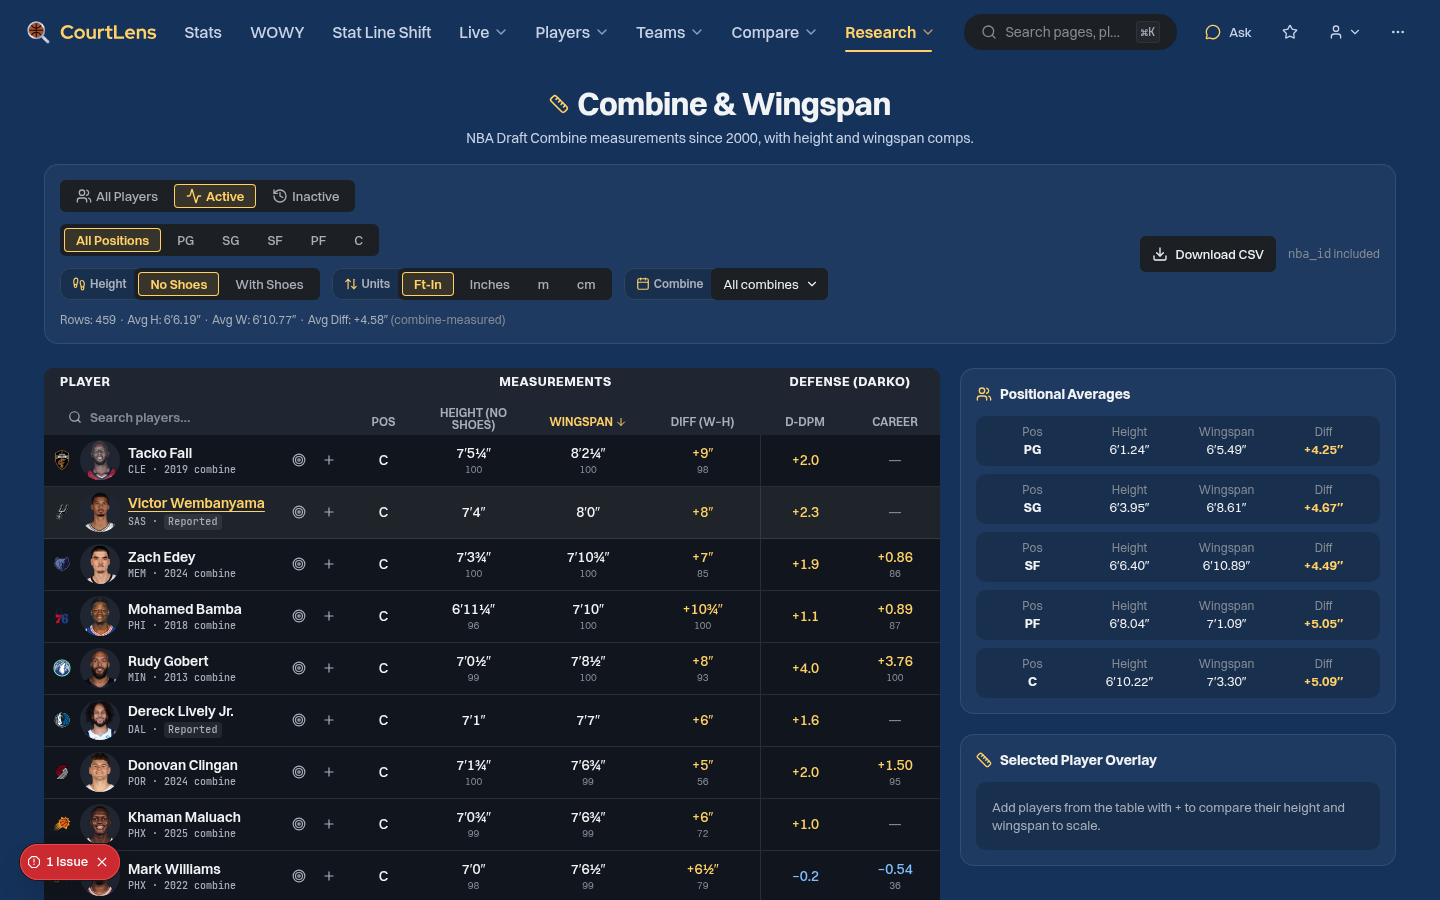 CourtLens Stats WOWY Stat Line Shift Live Players Teams Compare Research Search pages, pl... ⌘K Ask
Combine & Wingspan
NBA Draft Combine measurements since 2000, with height and wingspan comps.
All Players Active Inactive
All Positions PG SG SF PF C
Download CSV nba_id included
Height No Shoes With Shoes Units Ft-In Inches m cm Combine All combines
Rows: 459 · Avg H: 6'6.19" · Avg W: 6'10.77" · Avg Diff: +4.58" (combine-measured)
PLAYER MEASUREMENTS DEFENSE (DARKO)
Search players... POS HEIGHT (NO SHOES) WINGSPAN ↓ DIFF (W-H) D-DPM CAREER
Tacko Fall C 7'5¼" 8'2¼" +9" +2.0 —
CLE · 2019 combine 100 100 98
Victor Wembanyama C 7'4" 8'0" +8" +2.3 —
SAS · Reported
Zach Edey C 7'3¾" 7'10¾" +7" +1.9 +0.86
MEM · 2024 combine 100 100 85 86
Mohamed Bamba C 6'11¼" 7'10" +10¾" +1.1 +0.89
PHI · 2018 combine 96 100 100 87
Rudy Gobert C 7'0½" 7'8½" +8" +4.0 +3.76
MIN · 2013 combine 99 100 93 100
Dereck Lively Jr. C 7'1" 7'7" +6" +1.6 —
DAL · Reported
Donovan Clingan C 7'1¾" 7'6¾" +5" +2.0 +1.50
POR · 2024 combine 100 99 56 95
Khaman Maluach C 7'0¾" 7'6¾" +6" +1.0 —
PHX · 2025 combine 99 99 72
Mark Williams C 7'0" 7'6½" +6½" −0.2 −0.54
PHX · 2022 combine 98 99 79 36
1 Issue
Positional Averages
Pos Height Wingspan Diff
PG 6'1.24" 6'5.49" +4.25"
Pos Height Wingspan Diff
SG 6'3.95" 6'8.61" +4.67"
Pos Height Wingspan Diff
SF 6'6.40" 6'10.89" +4.49"
Pos Height Wingspan Diff
PF 6'8.04" 7'1.09" +5.05"
Pos Height Wingspan Diff
C 6'10.22" 7'3.30" +5.09"
Selected Player Overlay
Add players from the table with + to compare their height and
wingspan to scale.